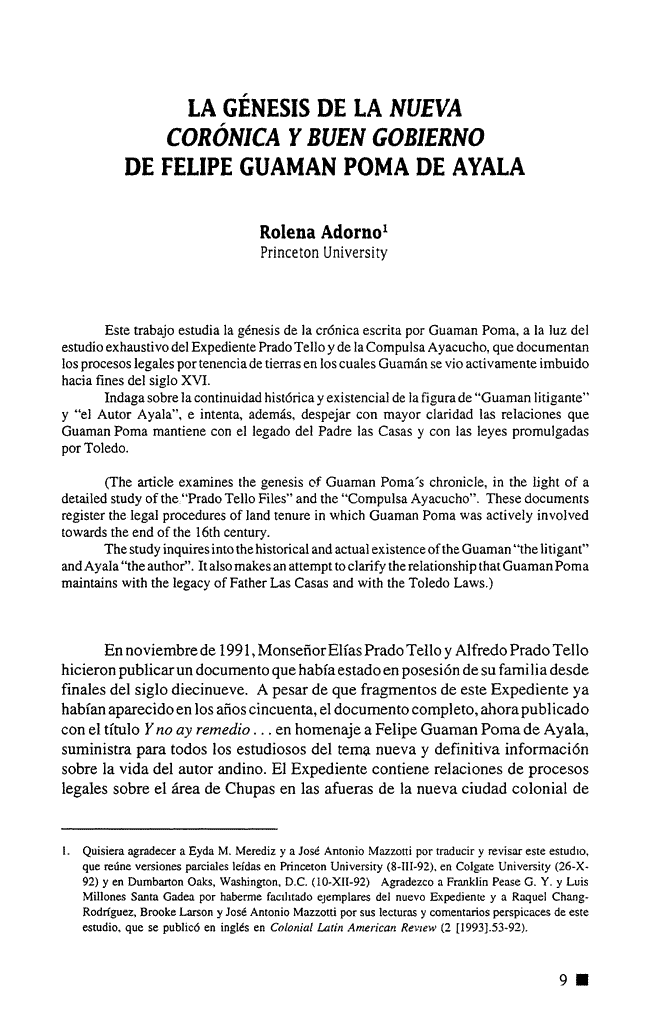 LA GÉNESIS DE LA NUEVA
CORÓNICA Y BUEN GOBIERNO
DE FELIPE GUAMAN POMA DE AYALA
Rolena Adorno¹
Princeton University
Este trabajo estudia la génesis de la crónica escrita por Guaman Poma, a la luz del
estudio exhaustivo del Expediente Prado Tello y de la Compulsa Ayacucho, que documentan
los procesos legales por tenencia de tierras en los cuales Guamán se vio activamente imbuido
hacia fines del siglo XVI.
Indaga sobre la continuidad histórica y existencial de la figura de “Guaman litigante”
y “el Autor Ayala”, e intenta, además, despejar con mayor claridad las relaciones que
Guaman Poma mantiene con el legado del Padre las Casas y con las leyes promulgadas
por Toledo.
(The article examines the genesis of Guaman Poma´s chronicle, in the light of a
detailed study of the “Prado Tello Files” and the “Compulsa Ayacucho”. These documents
register the legal procedures of land tenure in which Guaman Poma was actively involved
towards the end of the 16th century.
The study inquires into the historical and actual existence of the Guaman “the litigant”
and Ayala “the author”. It also makes an attempt to clarify the relationship that Guaman Poma
maintains with the legacy of Father Las Casas and with the Toledo Laws.)
En noviembre de 1991, Monseñor Elías Prado Tello y Alfredo Prado Tello
hicieron publicar un documento que había estado en posesión de su familia desde
finales del siglo diecinueve. A pesar de que fragmentos de este Expediente ya
habían aparecido en los años cincuenta, el documento completo, ahora publicado
con el título Y no ay remedio . . . en homenaje a Felipe Guaman Poma de Ayala,
suministra para todos los estudiosos del tema nueva y definitiva información
sobre la vida del autor andino. El Expediente contiene relaciones de procesos
legales sobre el área de Chupas en las afueras de la nueva ciudad colonial de
1. Quisiera agradecer a Eyda M. Merediz y a José Antonio Mazzotti por traducir y revisar este estudio,
que reúne versiones parciales leídas en Princeton University (8-III-92), en Colgate University (26-X-
92) y en Dumbarton Oaks, Washington, D.C. (10-XII-92) Agradezco a Franklin Pease G. Y. y Luis
Millones Santa Gadea por haberme facilitado ejemplares del nuevo Expediente y a Raquel Chang-
Rodríguez, Brooke Larson y José Antonio Mazzotti por sus lecturas y comentarios perspicaces de este
estudio, que se publicó en inglés en Colonial Latin American Review (2 [1993].53-92).
9 ■